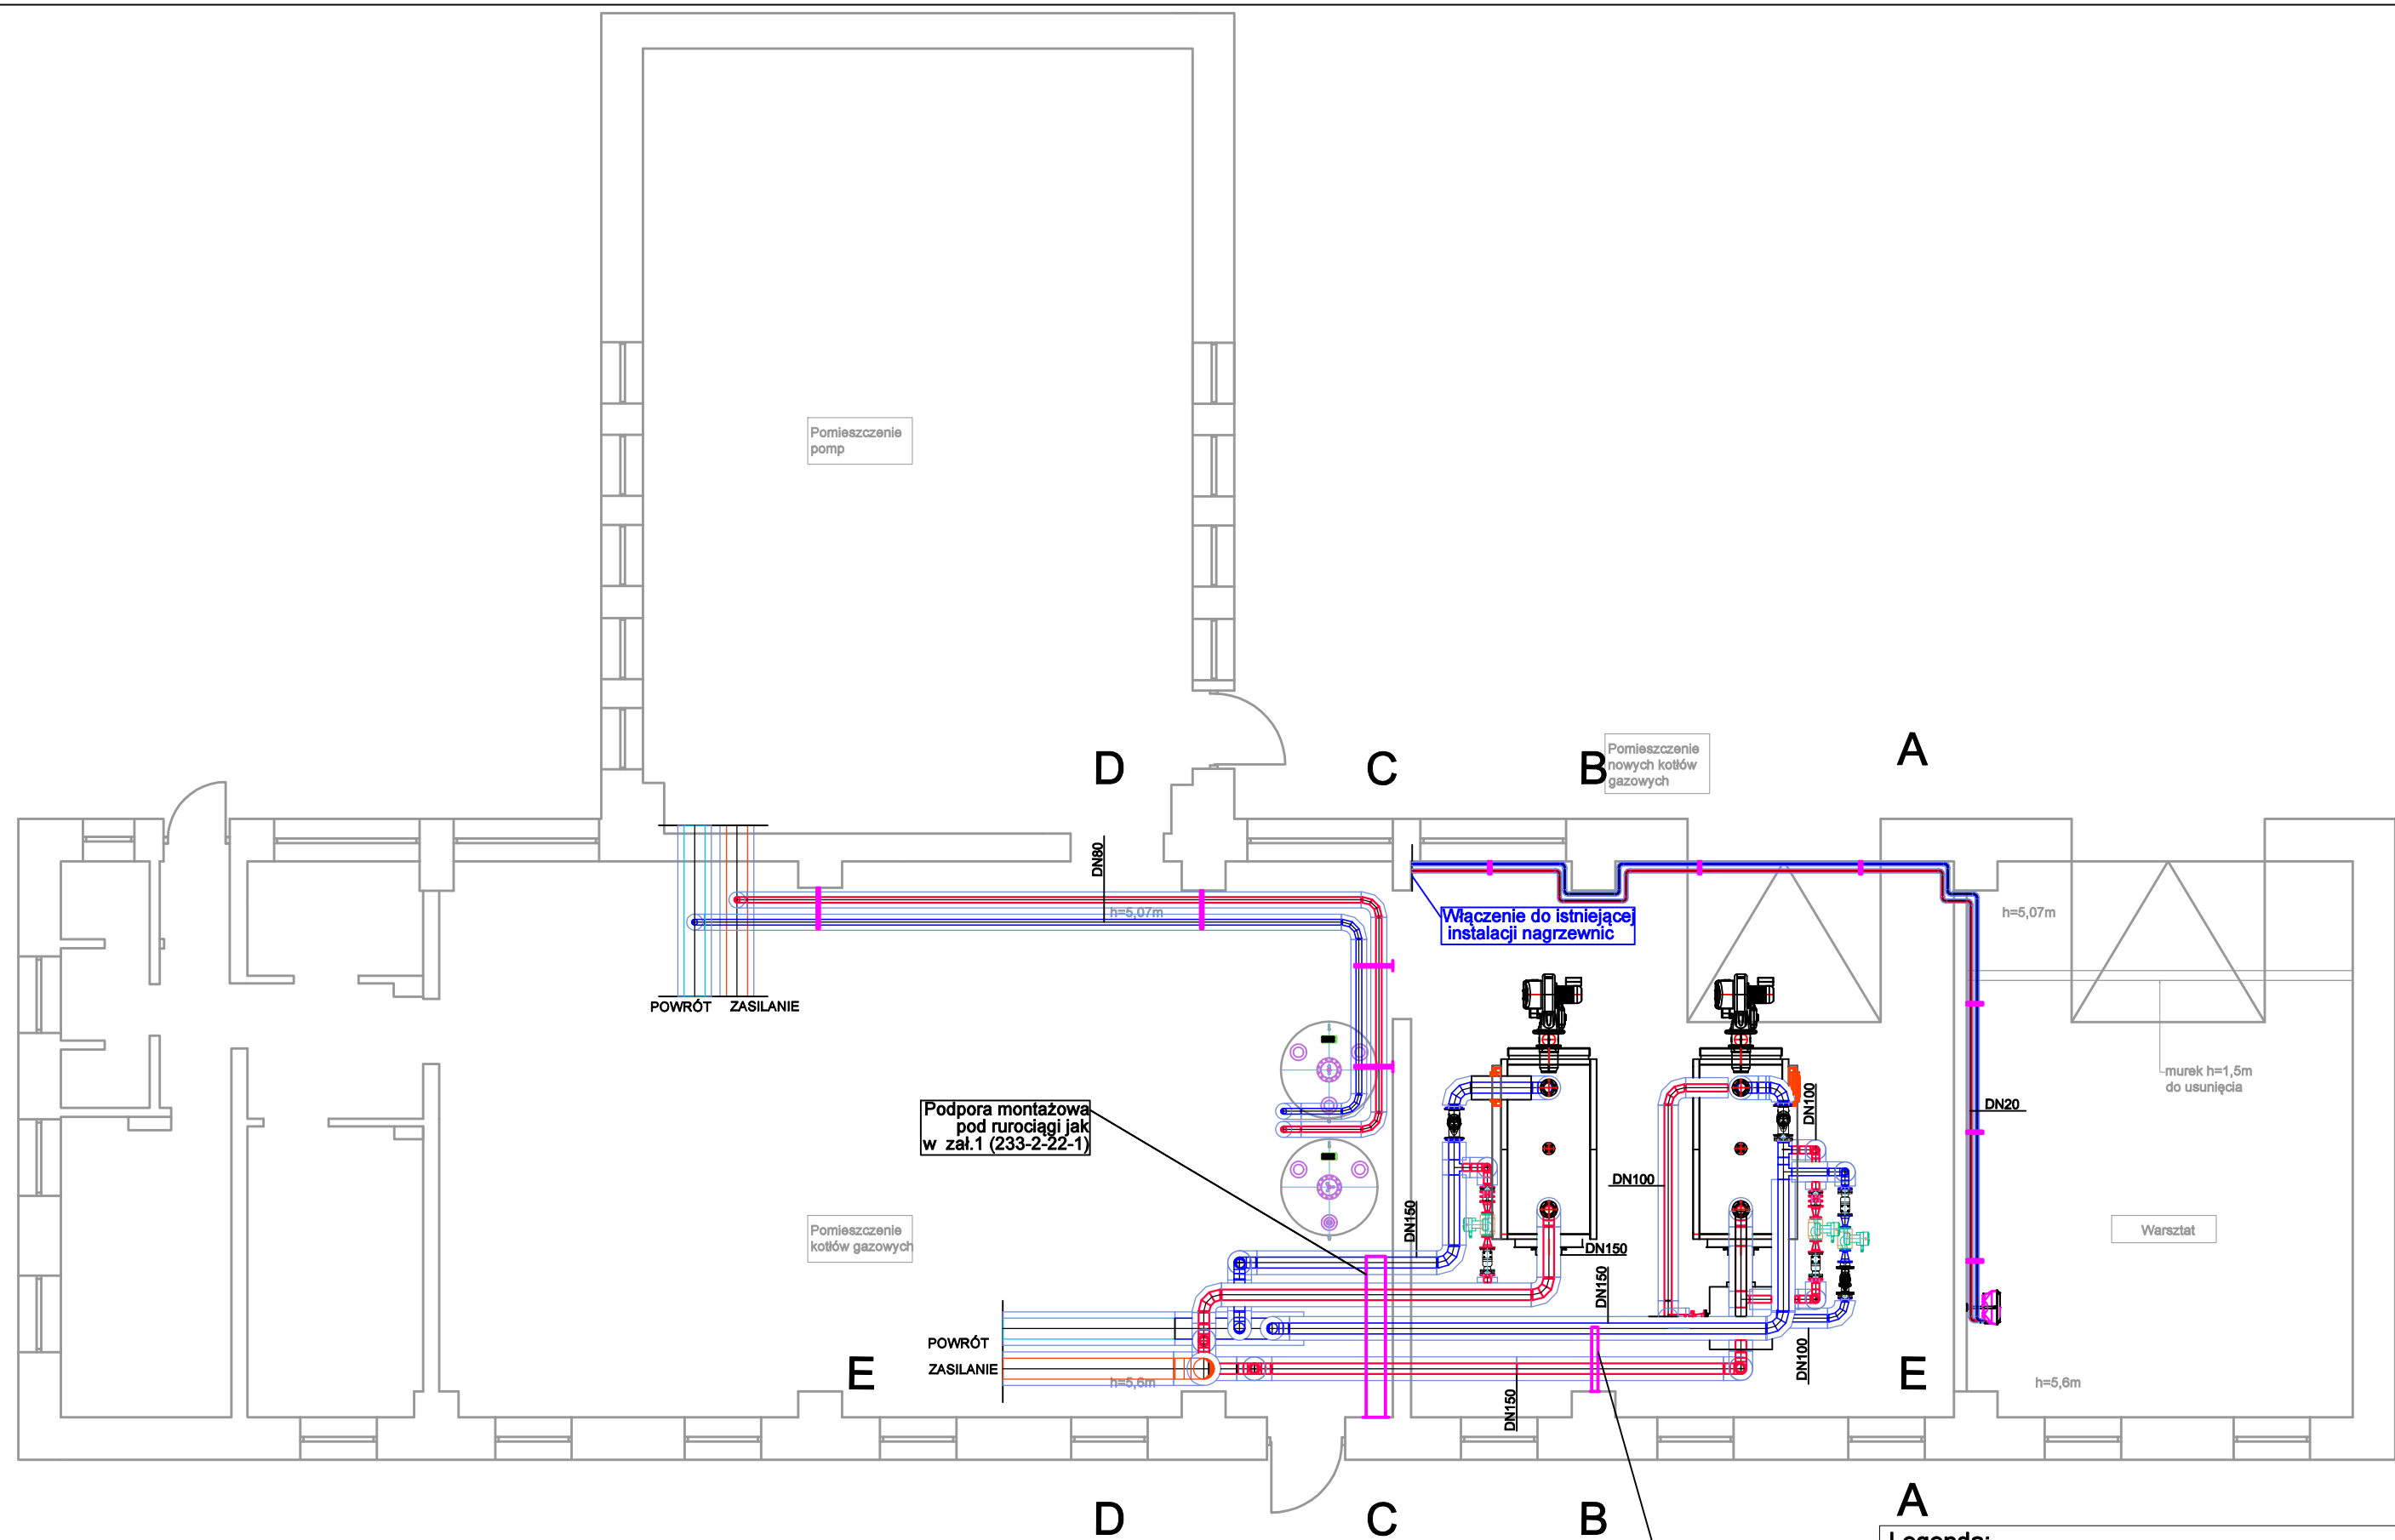 Pomieszczenie
pomp
D
C
B
Pomieszczenie
nowych kotłów
gazowych
A
DN80
h=5,07m
Włączenie do istniejącej
instalacji nagrzewnic
h=5,07m
POWRÓT
ZASILANIE
murek h=1,5m
do usunięcia
DN20
DN100
Podpora montażowa
pod rurociągi jak
w zał.1 (233-2-22-1)
DN100
DN150
Pomieszczenie
kotłów gazowych
Warsztat
DN150
DN150
POWRÓT
ZASILANIE
E
h=5,6m
DN150
DN100
E
h=5,6m
D
C
B
A
Legenda: